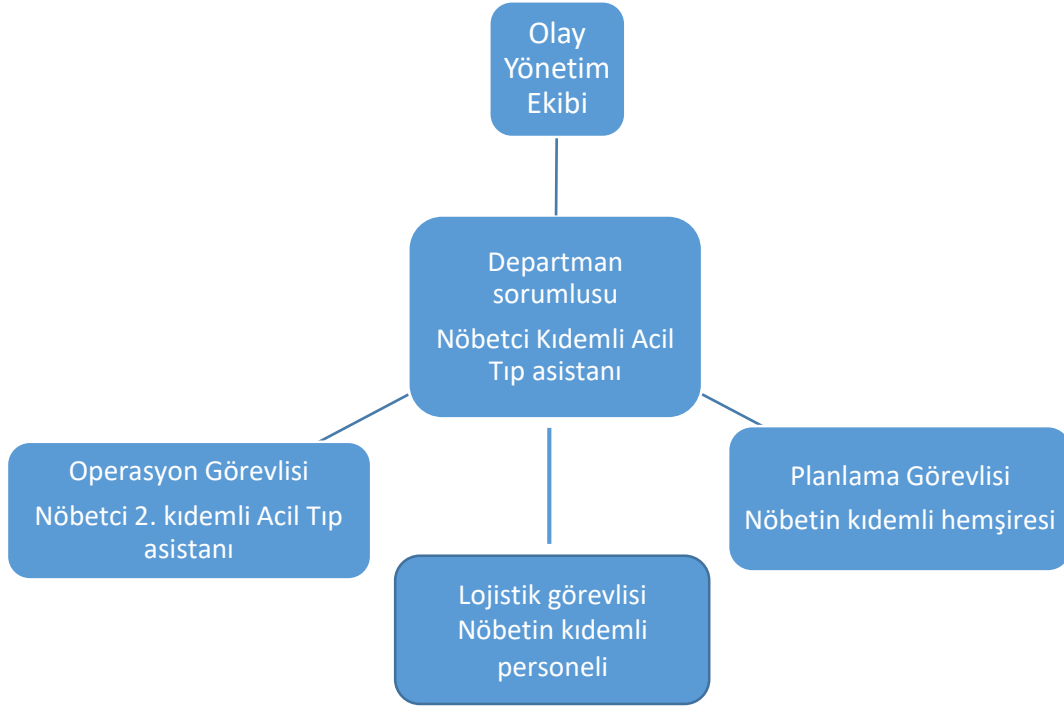 Olay
Yönetim
Ekibi
Departman
sorumlusu
Nöbetci Kıdemli Acil
Tıp asistanı
Operasyon Görevlisi
Nöbetci 2. kıdemli Acil Tıp
asistanı
Planlama Görevlisi
Nöbetin kıdemli hemşiresi
Lojistik görevlisi
Nöbetin kıdemli
personeli